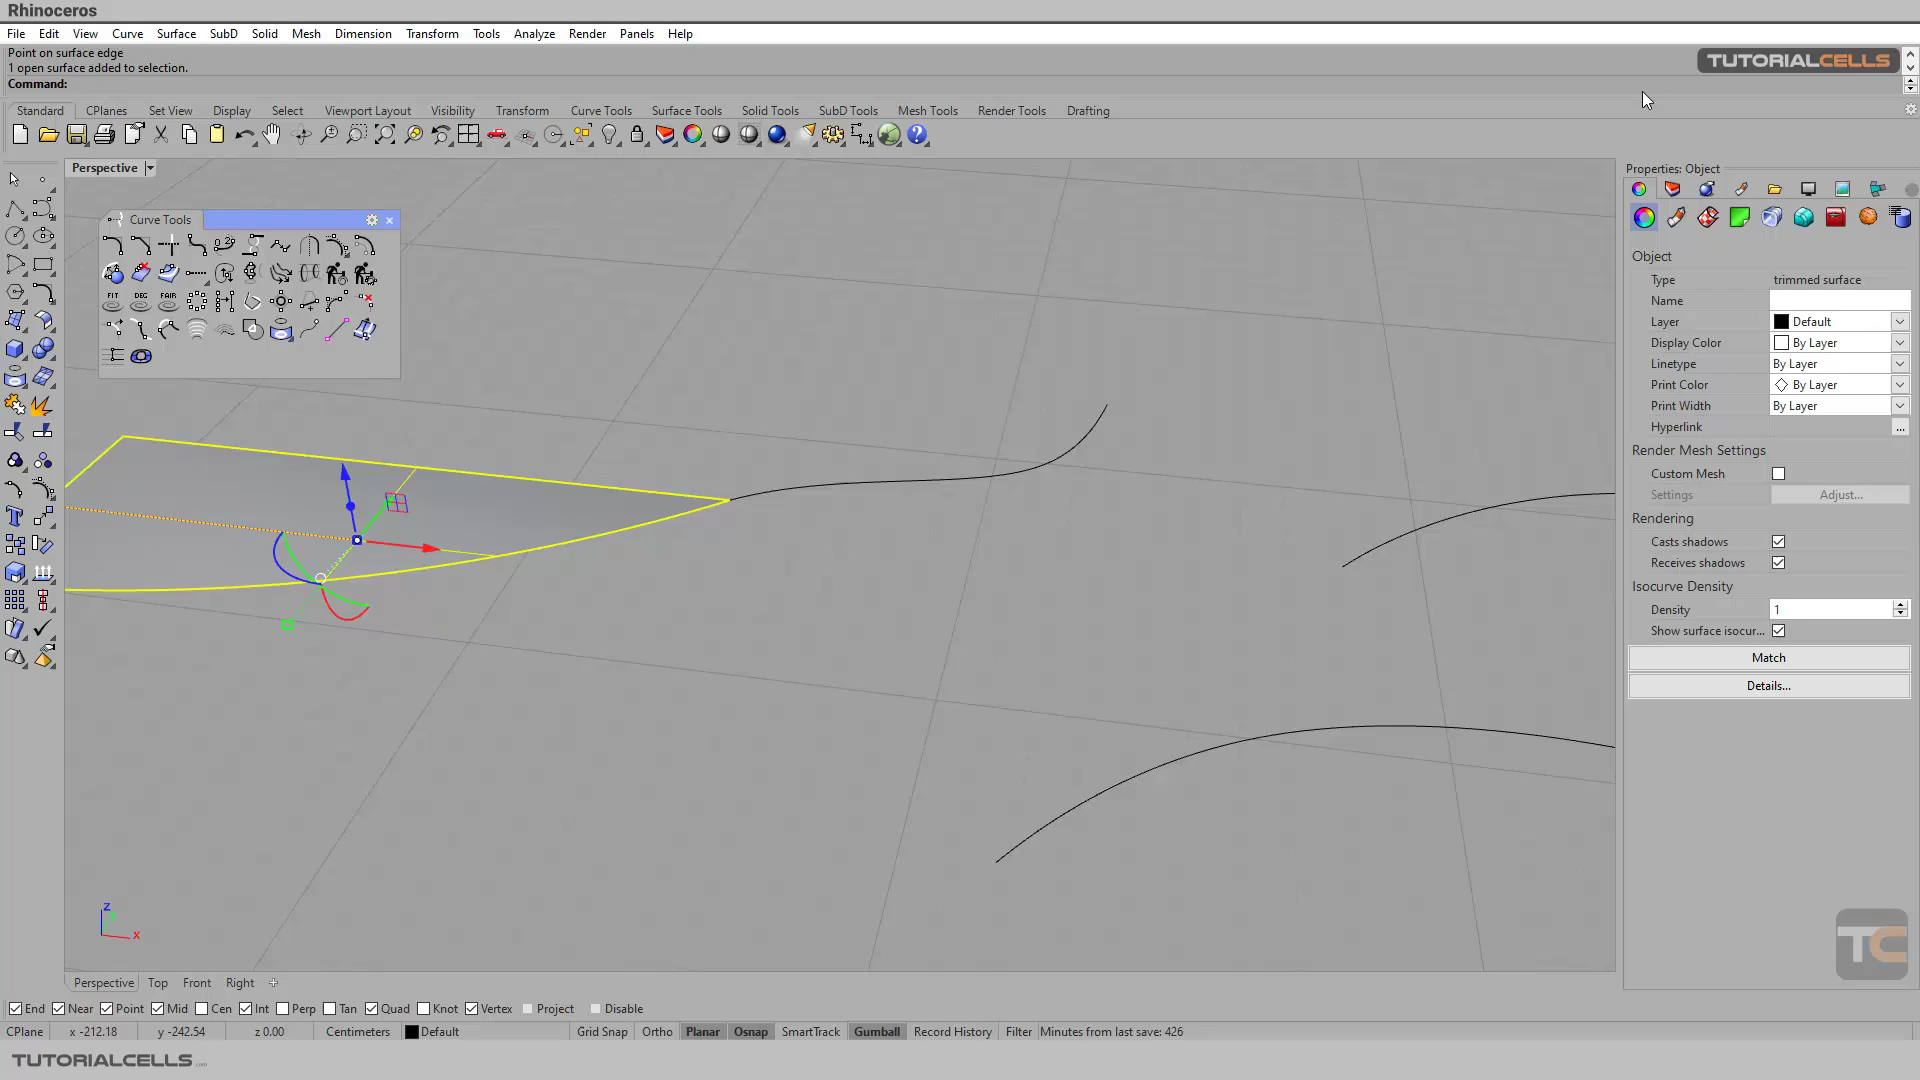 Rhinoceros
File Edit View Curve Surface SubD Solid Mesh Dimension Transform Tools Analyze Render Panels Help
Point on surface edge
1 open surface added to selection.
TUTORIALCELLS
Command:
Standard CPlanes Set View Display Select Viewport Layout Visibility Transform Curve Tools Surface Tools Solid Tools SubD Tools Mesh Tools Render Tools Drafting
Perspective
Properties: Object
Curve Tools
FIT DEG FAIR
Object
Type trimmed surface
Name
Layer Default
Display Color By Layer
Linetype By Layer
Print Color By Layer
Print Width By Layer
Hyperlink ...
Render Mesh Settings
Custom Mesh
Settings Adjust...
Rendering
Casts shadows
Receives shadows
Isocurve Density
Density 1
Show surface isocur...
Match
Details...
z
y
x
TC
Perspective Top Front Right
End Near Point Mid Cen Int Perp Tan Quad Knot Vertex Project Disable
CPlane x -212.18 y -242.54 z 0.00 Centimeters Default Grid Snap Ortho Planar Osnap SmartTrack Gumball Record History Filter Minutes from last save: 426
TUTORIALCELLS